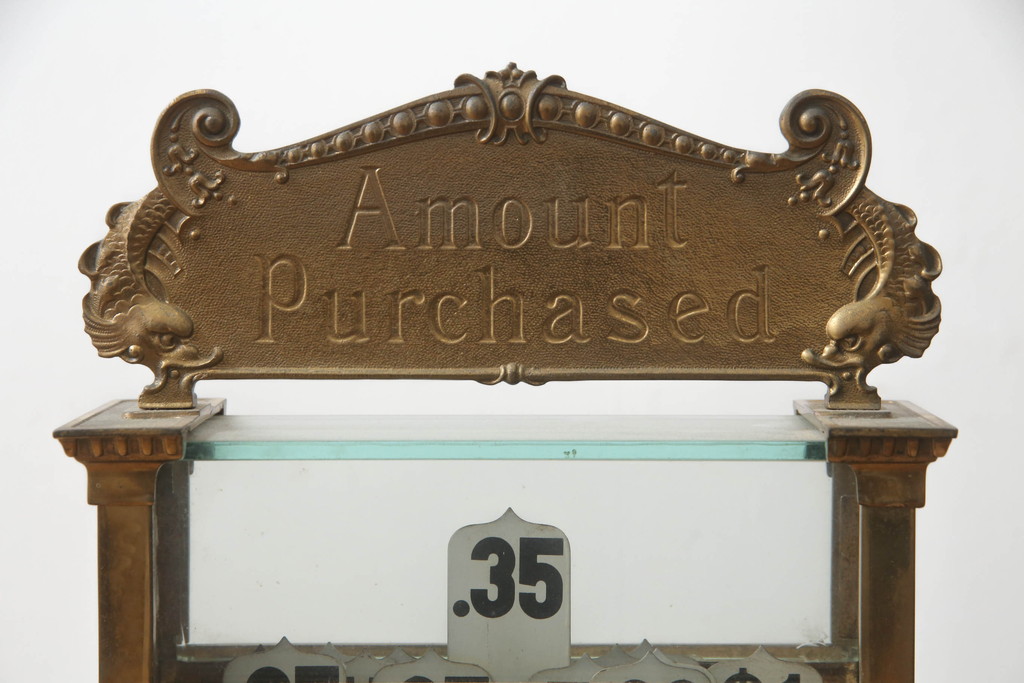 Amount
Purchased
.35